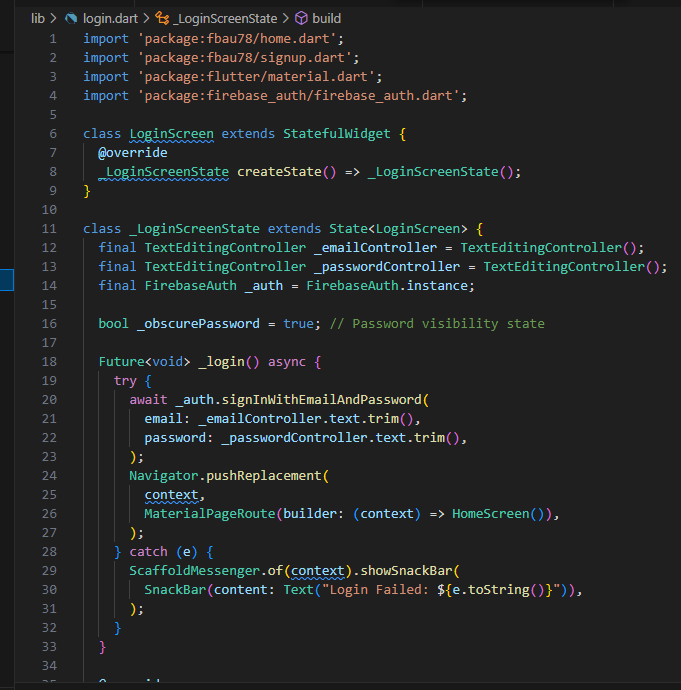 lib > login.dart > _LoginScreenState > build
1 import 'package:fbau78/home.dart';
2 import 'package:fbau78/signup.dart';
3 import 'package:flutter/material.dart';
4 import 'package:firebase_auth/firebase_auth.dart';
5
6 class LoginScreen extends StatefulWidget {
7   @override
8   _LoginScreenState createState() => _LoginScreenState();
9 }
10
11 class _LoginScreenState extends State<LoginScreen> {
12   final TextEditingController _emailController = TextEditingController();
13   final TextEditingController _passwordController = TextEditingController();
14   final FirebaseAuth _auth = FirebaseAuth.instance;
15
16   bool _obscurePassword = true; // Password visibility state
17
18   Future<void> _login() async {
19     try {
20       await _auth.signInWithEmailAndPassword(
21         email: _emailController.text.trim(),
22         password: _passwordController.text.trim(),
23       );
24       Navigator.pushReplacement(
25         context,
26         MaterialPageRoute(builder: (context) => HomeScreen()),
27       );
28     } catch (e) {
29       ScaffoldMessenger.of(context).showSnackBar(
30         SnackBar(content: Text("Login Failed: ${e.toString()}")),
31       );
32     }
33   }
34